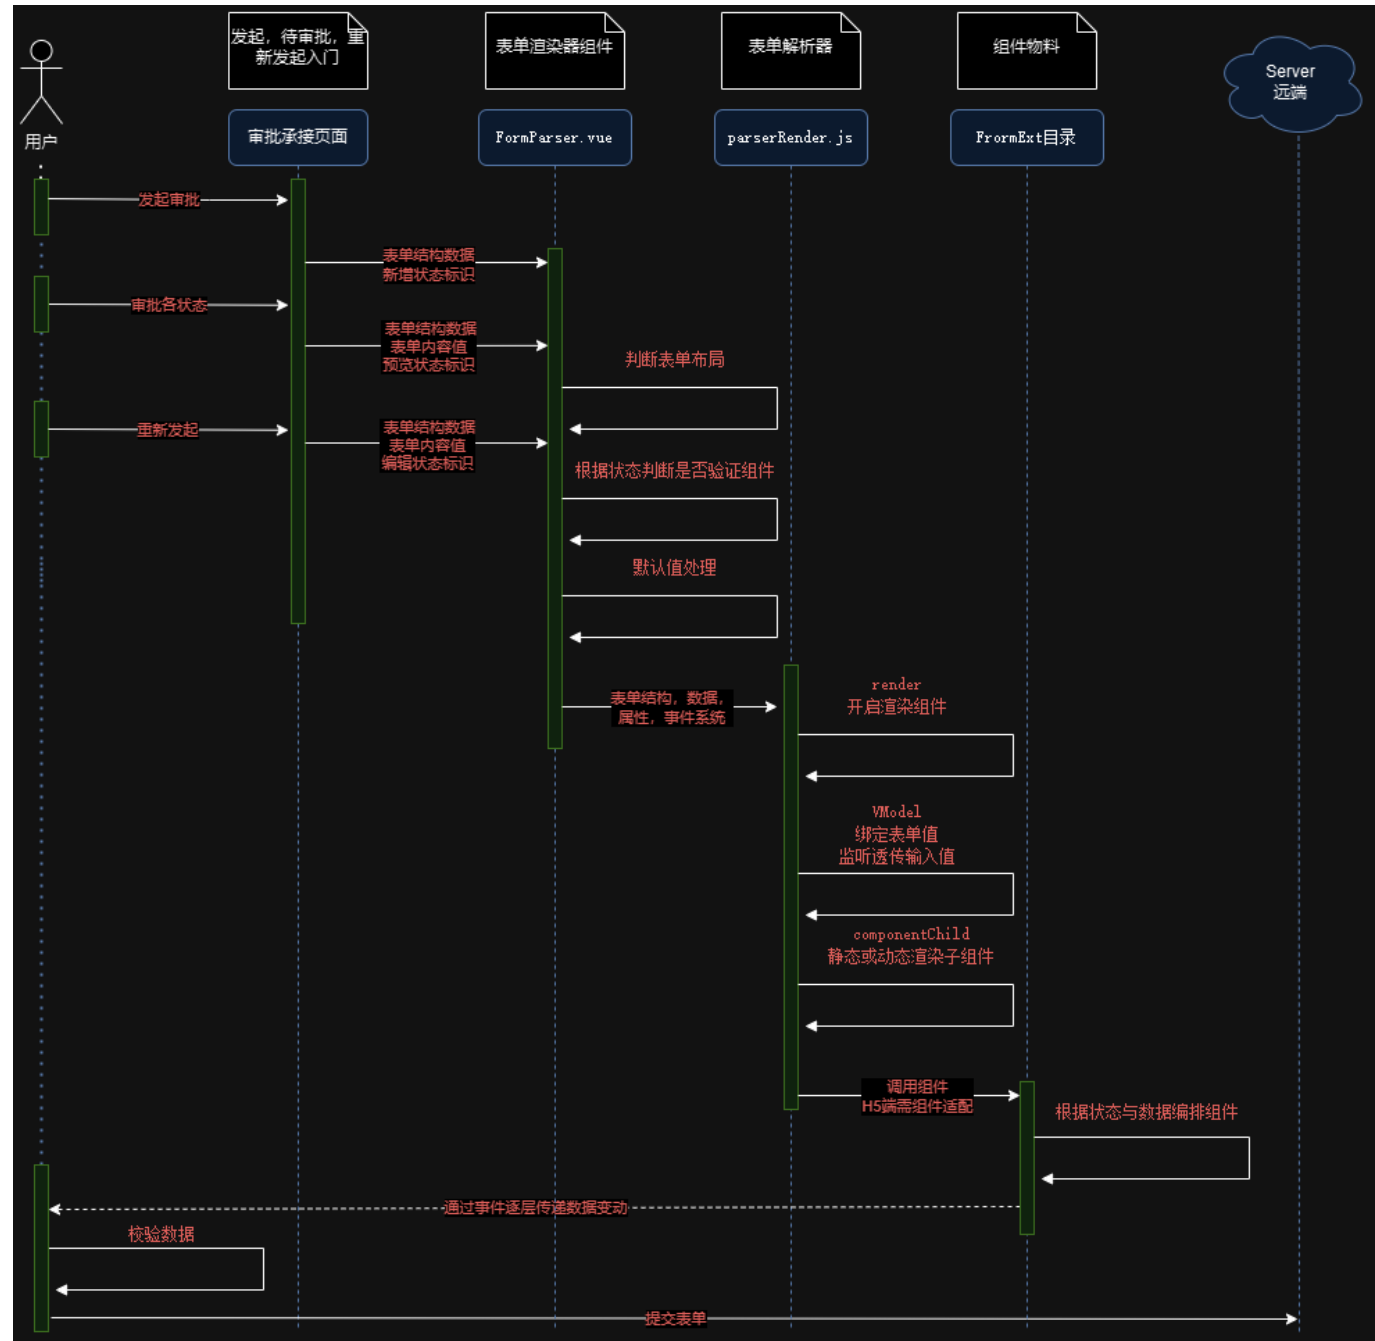 发起，待审批，重
新发起入门
表单渲染器组件
表单解析器
组件物料
Server
远端
用户
审批承接页面
FormParser.vue
parserRender.js
FrormExt目录
发起审批
表单结构数据
新增状态标识
审批各状态
表单结构数据
表单内容值
预览状态标识
判断表单布局
重新发起
表单结构数据
表单内容值
编辑状态标识
根据状态判断是否验证组件
默认值处理
表单结构，数据，
属性，事件系统
render
开启渲染组件
VModel
绑定表单值
监听透传输入值
componentChild
静态或动态渲染子组件
调用组件
H5端需组件适配
根据状态与数据编排组件
通过事件逐层传递数据变动
校验数据
提交表单